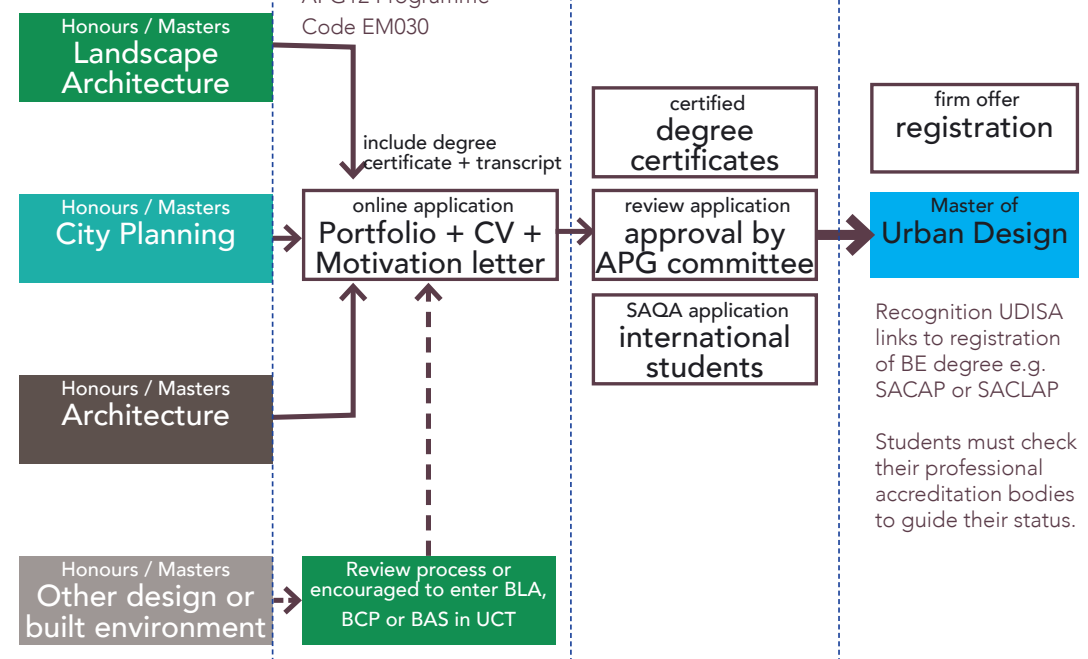 APG12 Programme
Code EM030
Honours / Masters
Landscape
Architecture
include degree
certificate + transcript
certified
degree
certificates
firm offer
registration
Honours / Masters
City Planning
online application
Portfolio + CV +
Motivation letter
review application
approval by
APG committee
Master of
Urban Design
SAQA application
international
students
Recognition UDISA
links to registration
of BE degree e.g.
SACAP or SACLAP
Students must check
their professional
accreditation bodies
to guide their status.
Honours / Masters
Architecture
Honours / Masters
Other design or
built environment
Review process or
encouraged to enter BLA,
BCP or BAS in UCT